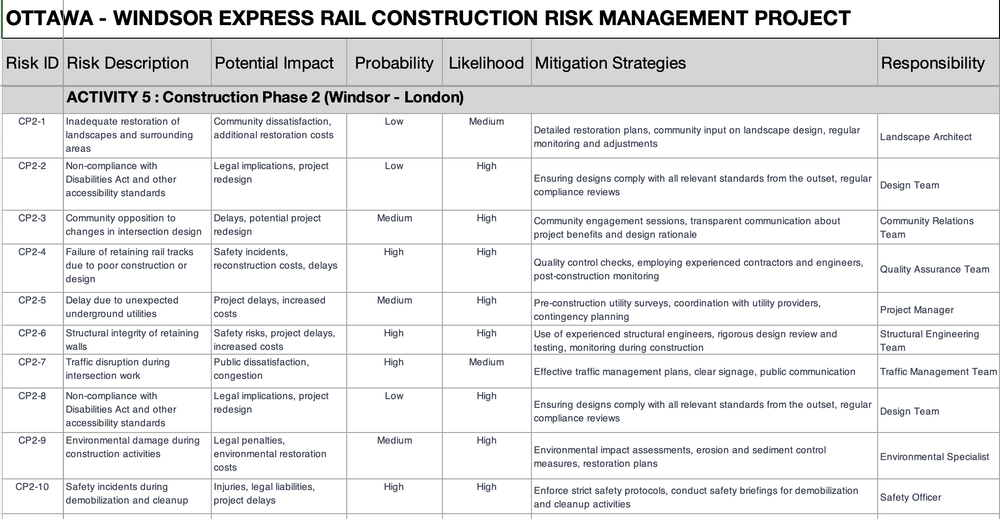 OTTAWA - WINDSOR EXPRESS RAIL CONSTRUCTION RISK MANAGEMENT PROJECT
Risk ID Risk Description Potential Impact Probability Likelihood Mitigation Strategies Responsibility
ACTIVITY 5 : Construction Phase 2 (Windsor - London)
CP2-1
Inadequate restoration of
landscapes and surrounding
areas
Community dissatisfaction,
additional restoration costs
Low
Medium
Detailed restoration plans, community input on landscape design, regular
monitoring and adjustments
Landscape Architect
CP2-2
Non-compliance with
Disabilities Act and other
accessibility standards
Legal implications, project
redesign
Low
High
Ensuring designs comply with all relevant standards from the outset, regular
compliance reviews
Design Team
CP2-3
Community opposition to
changes in intersection design
Delays, potential project
redesign
Medium
High
Community engagement sessions, transparent communication about
project benefits and design rationale
Community Relations
Team
CP2-4
Failure of retaining rail tracks
due to poor construction or
design
Safety incidents,
reconstruction costs, delays
High
High
Quality control checks, employing experienced contractors and engineers,
post-construction monitoring
Quality Assurance Team
CP2-5
Delay due to unexpected
underground utilities
Project delays, increased
costs
Medium
High
Pre-construction utility surveys, coordination with utility providers,
contingency planning
Project Manager
CP2-6
Structural integrity of retaining
walls
Safety risks, project delays,
increased costs
High
High
Use of experienced structural engineers, rigorous design review and
testing, monitoring during construction
Structural Engineering
Team
CP2-7
Traffic disruption during
intersection work
Public dissatisfaction,
congestion
High
Medium
Effective traffic management plans, clear signage, public communication
Traffic Management Team
CP2-8
Non-compliance with
Disabilities Act and other
accessibility standards
Legal implications, project
redesign
Low
High
Ensuring designs comply with all relevant standards from the outset, regular
compliance reviews
Design Team
CP2-9
Environmental damage during
construction activities
Legal penalties,
environmental restoration
costs
Medium
High
Environmental impact assessments, erosion and sediment control
measures, restoration plans
Environmental Specialist
CP2-10
Safety incidents during
demobilization and cleanup
Injuries, legal liabilities,
project delays
High
High
Enforce strict safety protocols, conduct safety briefings for demobilization
and cleanup activities
Safety Officer